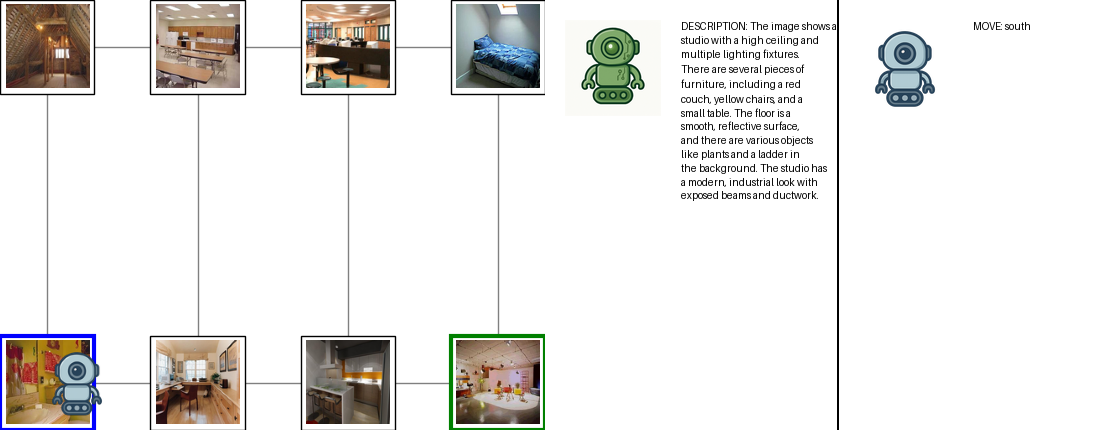 DESCRIPTION: The image shows a
studio with a high ceiling and
multiple lighting fixtures.
There are several pieces of
furniture, including a red
couch, yellow chairs, and a
small table. The floor is a
smooth, reflective surface,
and there are various objects
like plants and a ladder in
the background. The studio has
a modern, industrial look with
exposed beams and ductwork.
MOVE: south